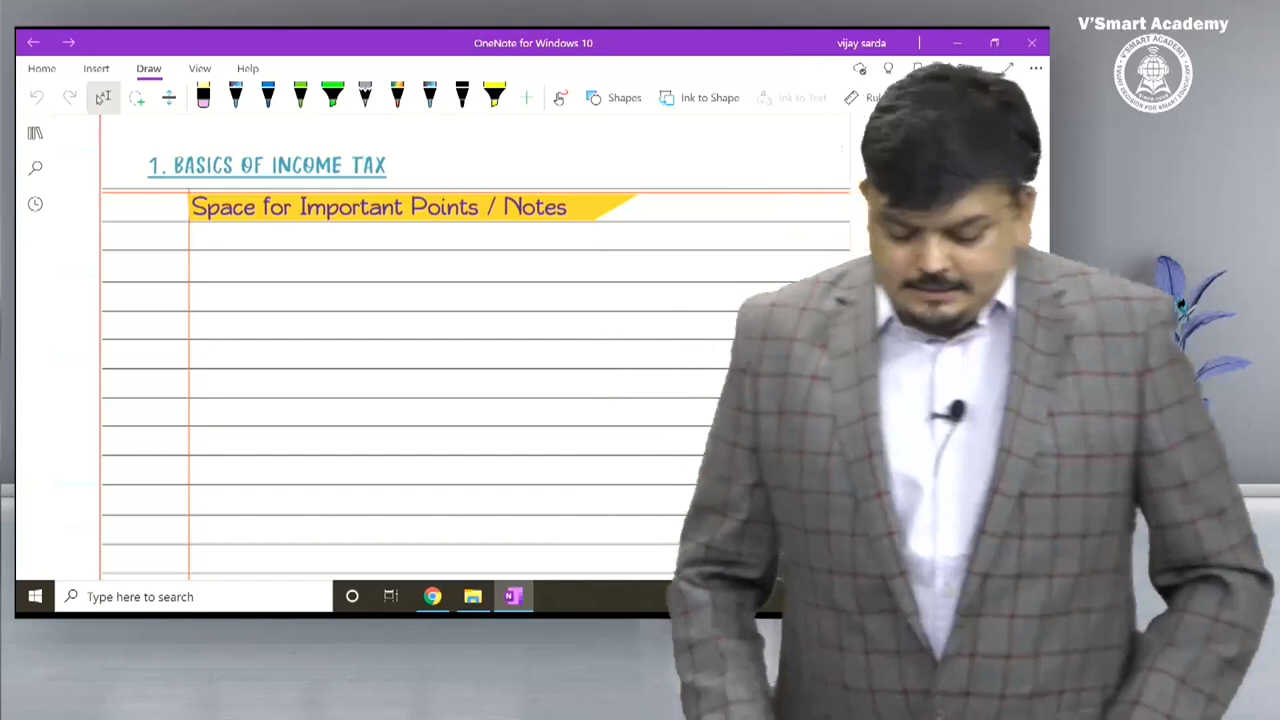 V'Smart Academy
OneNote for Windows 10
vijay sarda
Home Insert Draw View Help
Shapes Ink to Shape Ink to Text
1. BASICS OF INCOME TAX
Space for Important Points / Notes
Type here to search